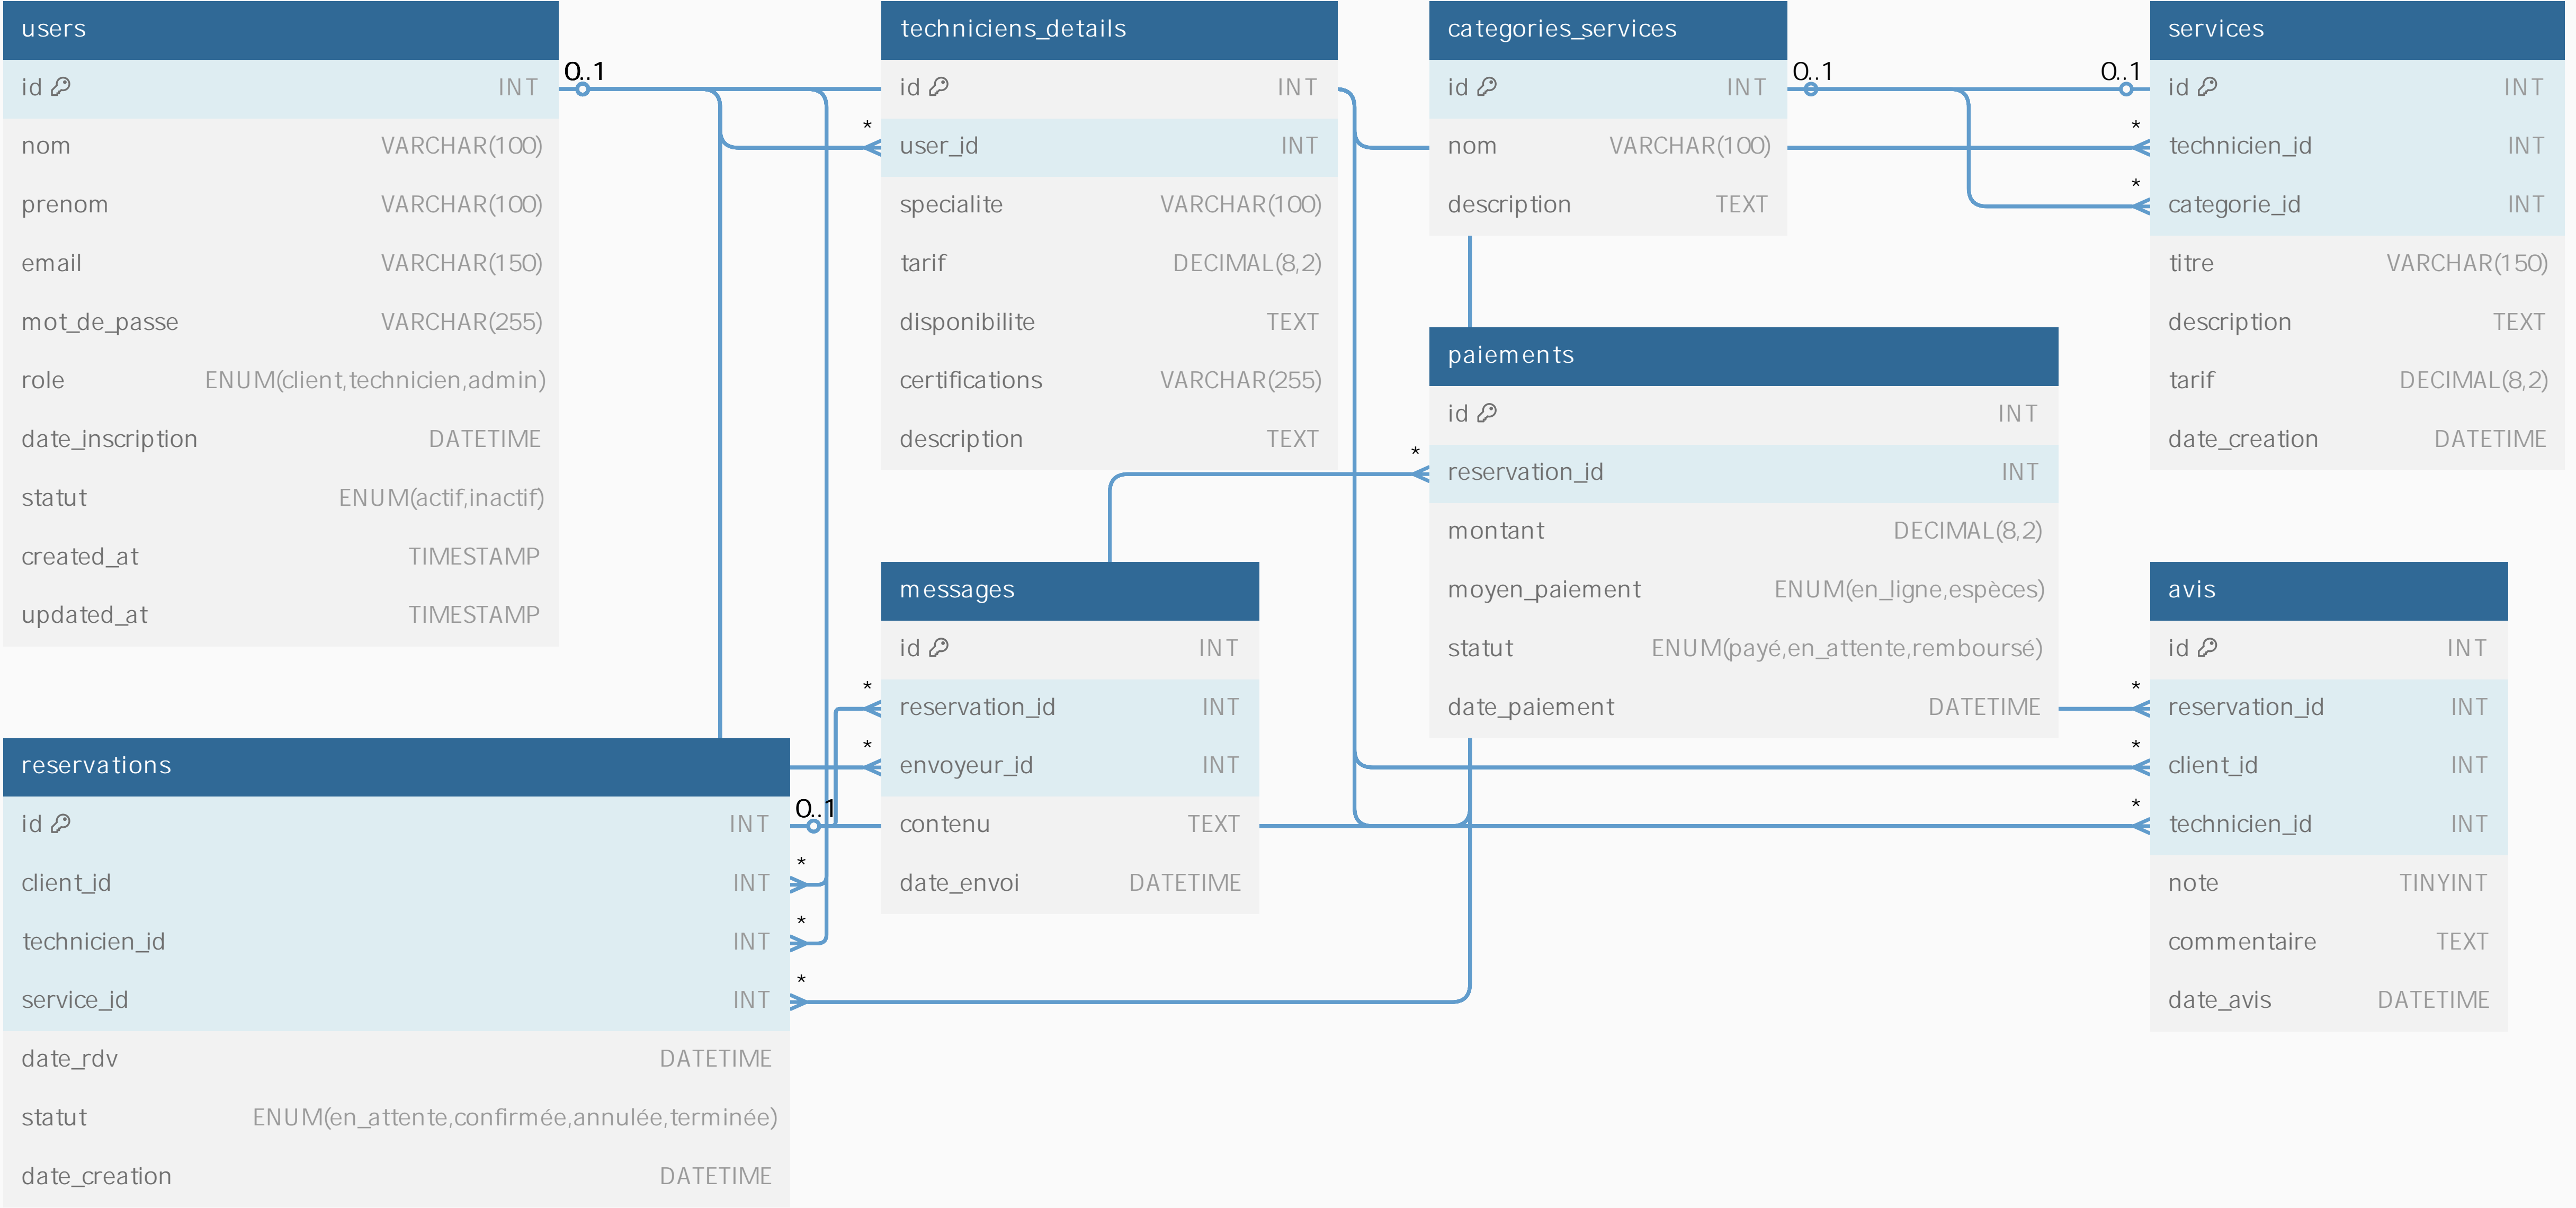 users
id INT
nom VARCHAR(100)
prenom VARCHAR(100)
email VARCHAR(150)
mot_de_passe VARCHAR(255)
role ENUM(client,technicien,admin)
date_inscription DATETIME
statut ENUM(actif,inactif)
created_at TIMESTAMP
updated_at TIMESTAMP
0..1
techniciens_details
id INT
* user_id INT
specialite VARCHAR(100)
tarif DECIMAL(8,2)
disponibilite TEXT
certifications VARCHAR(255)
description TEXT
categories_services
id INT
nom VARCHAR(100)
description TEXT
0..1
0..1
services
id INT
* technicien_id INT
* categorie_id INT
titre VARCHAR(150)
description TEXT
tarif DECIMAL(8,2)
date_creation DATETIME
paiements
id INT
* reservation_id INT
montant DECIMAL(8,2)
moyen_paiement ENUM(en_ligne,espèces)
statut ENUM(payé,en_attente,remboursé)
date_paiement DATETIME
messages
id INT
* reservation_id INT
* envoyeur_id INT
contenu TEXT
date_envoi DATETIME
avis
id INT
* reservation_id INT
* client_id INT
* technicien_id INT
note TINYINT
commentaire TEXT
date_avis DATETIME
reservations
id INT 0..1
client_id INT *
technicien_id INT *
service_id INT *
date_rdv DATETIME
statut ENUM(en_attente,confirmée,annulée,terminée)
date_creation DATETIME